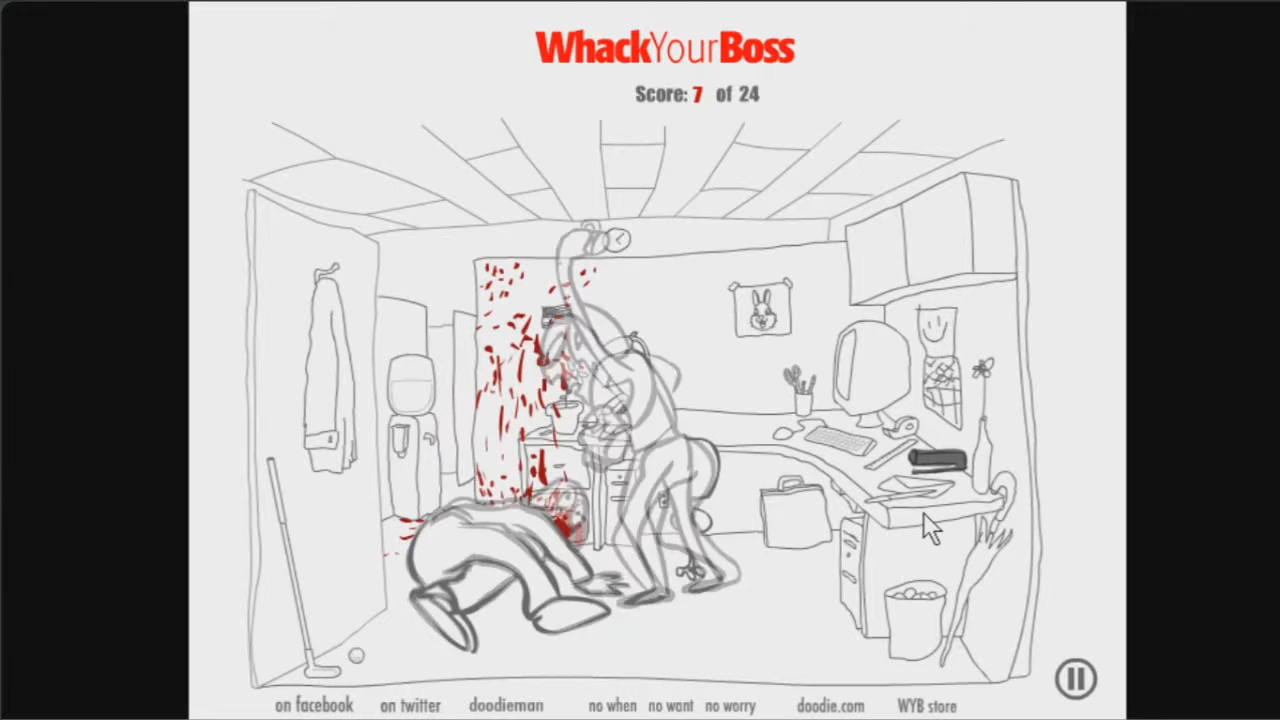 WhackYourBoss
Score: 7 of 24
on facebook on twitter doodieman no when no want no worry doodie.com WYB store